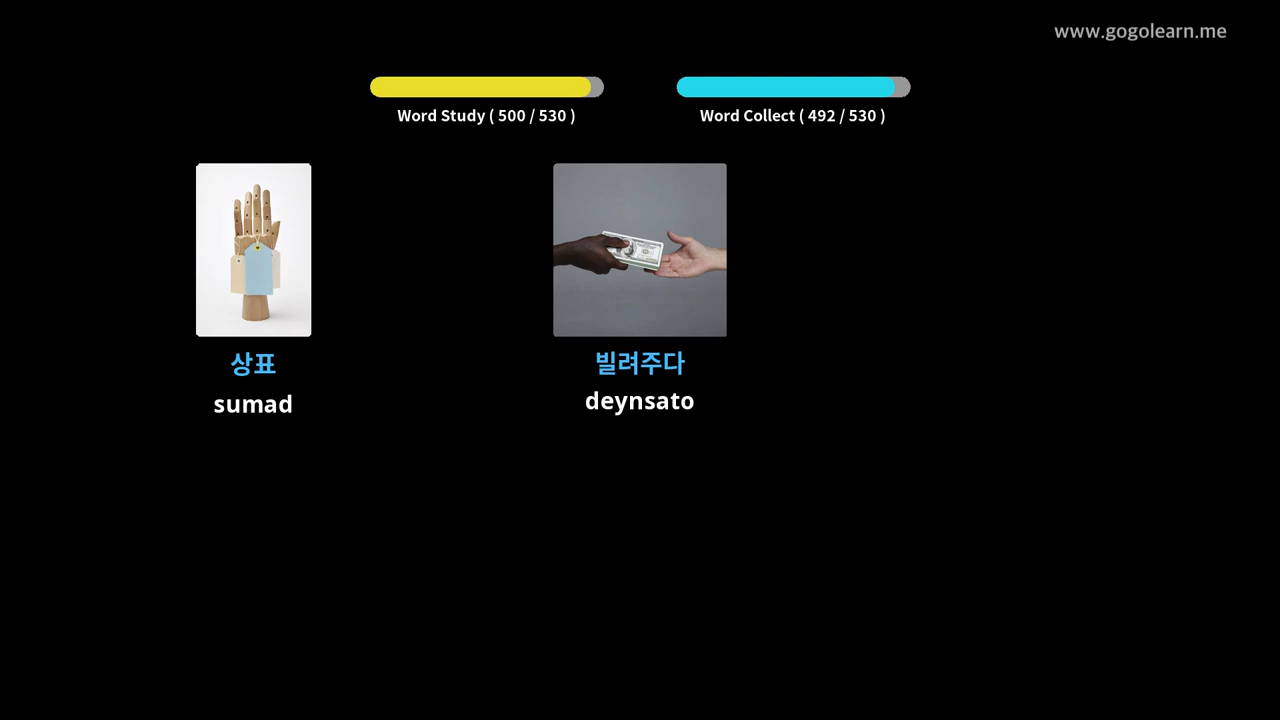 www.gogolearn.me
Word Study ( 500 / 530 )
Word Collect ( 492 / 530 )
상표
sumad
빌려주다
deynsato